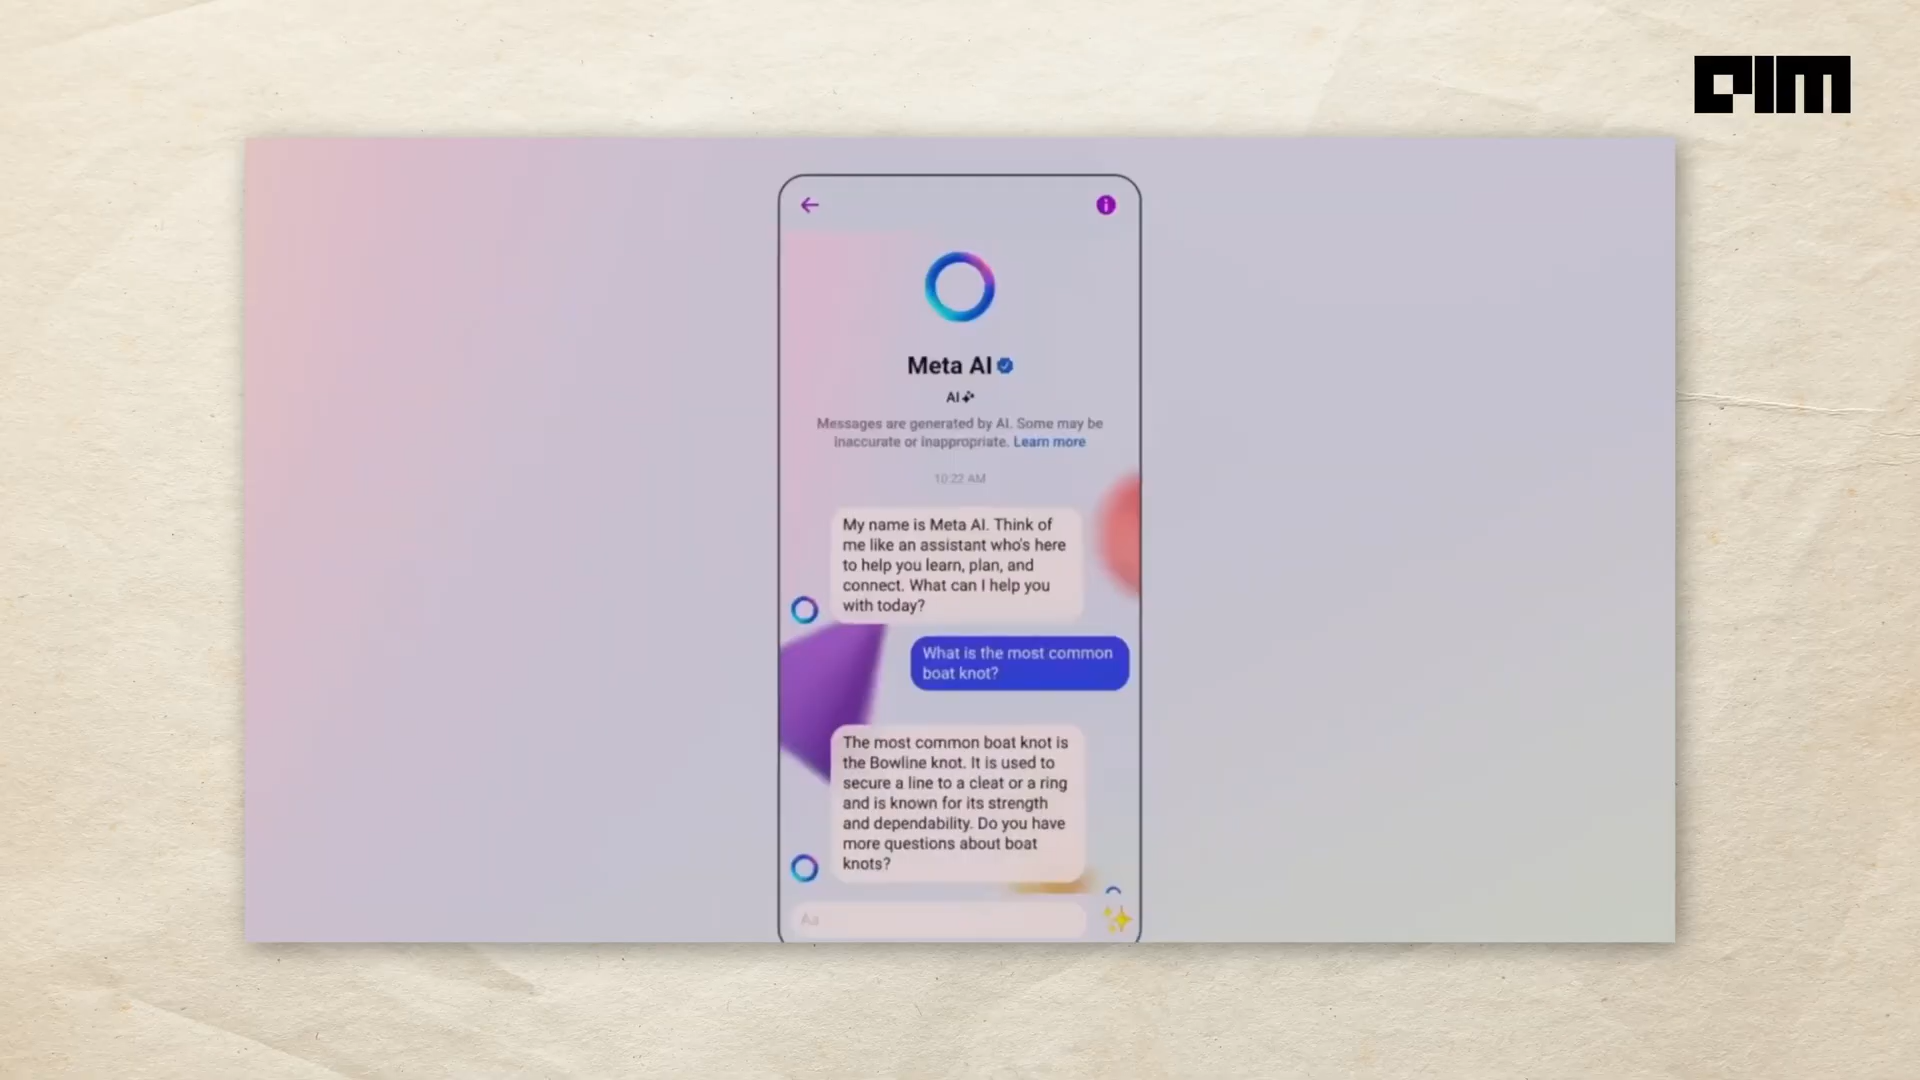 AIM
Meta AI
AI
Messages are generated by AI. Some may be
inaccurate or inappropriate. Learn more
10:22 AM
My name is Meta AI. Think of
me like an assistant who's here
to help you learn, plan, and
connect. What can I help you
with today?
What is the most common
boat knot?
The most common boat knot is
the Bowline knot. It is used to
secure a line to a cleat or a ring
and is known for its strength
and dependability. Do you have
more questions about boat
knots?
Aa